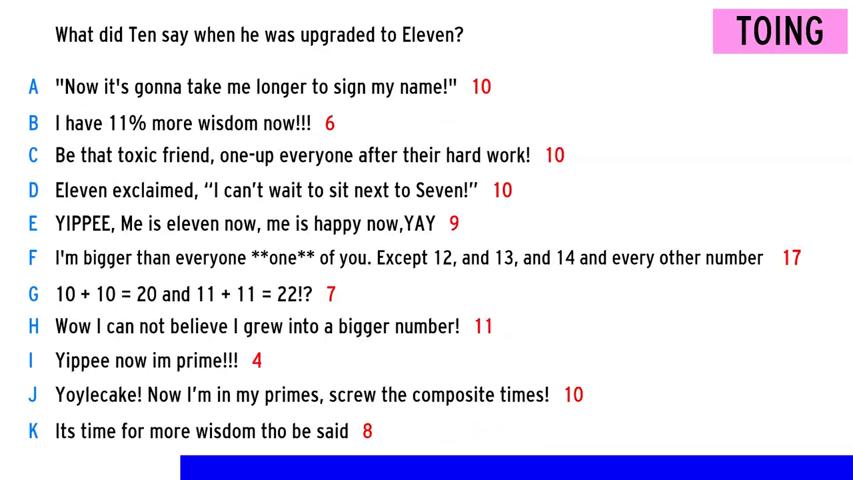 What did Ten say when he was upgraded to Eleven?
TOING
A "Now it's gonna take me longer to sign my name!" 10
B I have 11% more wisdom now!!! 6
C Be that toxic friend, one-up everyone after their hard work! 10
D Eleven exclaimed, “I can’t wait to sit next to Seven!” 10
E YIPPEE, Me is eleven now, me is happy now,YAY 9
F I'm bigger than everyone **one** of you. Except 12, and 13, and 14 and every other number 17
G 10 + 10 = 20 and 11 + 11 = 22!? 7
H Wow I can not believe I grew into a bigger number! 11
I Yippee now im prime!!! 4
J Yoylecake! Now I’m in my primes, screw the composite times! 10
K Its time for more wisdom tho be said 8